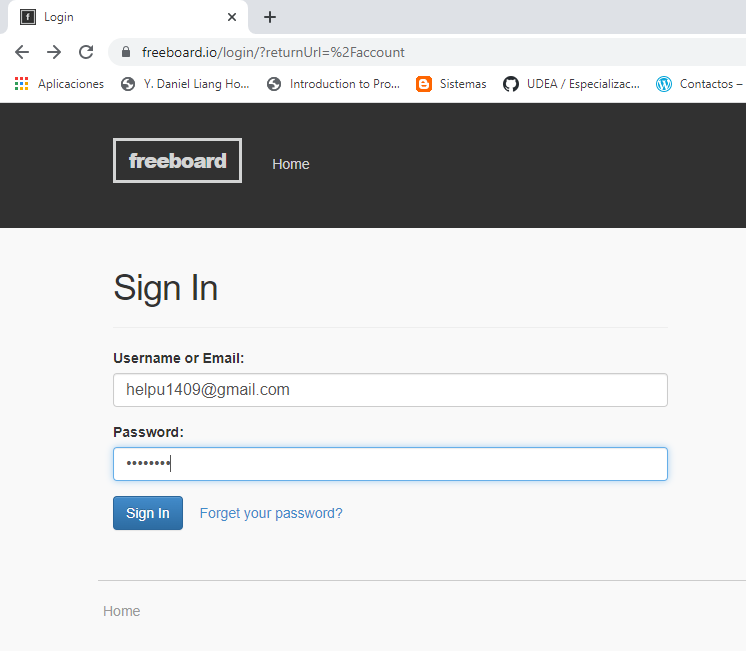 Login
freeboard.io/login/?returnUrl=%2Faccount
Aplicaciones Y. Daniel Liang Ho... Introduction to Pro... Sistemas UDEA / Especializac... Contactos –
freeboard Home
Sign In
Username or Email:
helpu1409@gmail.com
Password:
••••••••
Sign In Forget your password?
Home